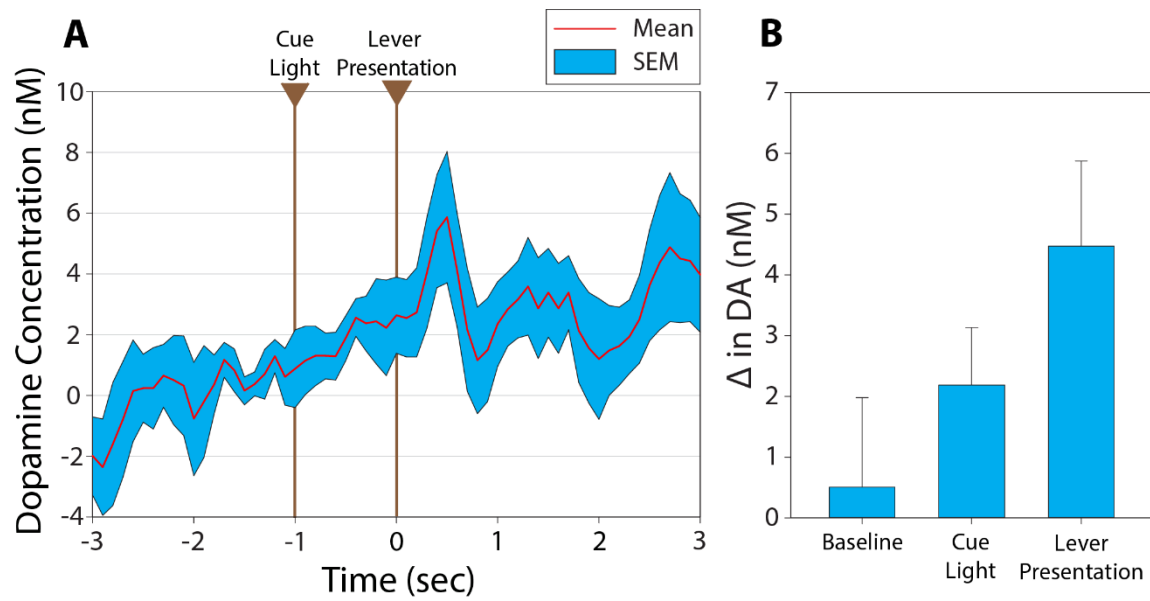 A
Cue
Light
Lever
Presentation
Mean
SEM
Dopamine Concentration (nM)
10
8
6
4
2
0
-2
-4
-3
-2
-1
0
1
2
3
Time (sec)
B
Δ in DA (nM)
7
6
5
4
3
2
1
0
Baseline
Cue
Light
Lever
Presentation